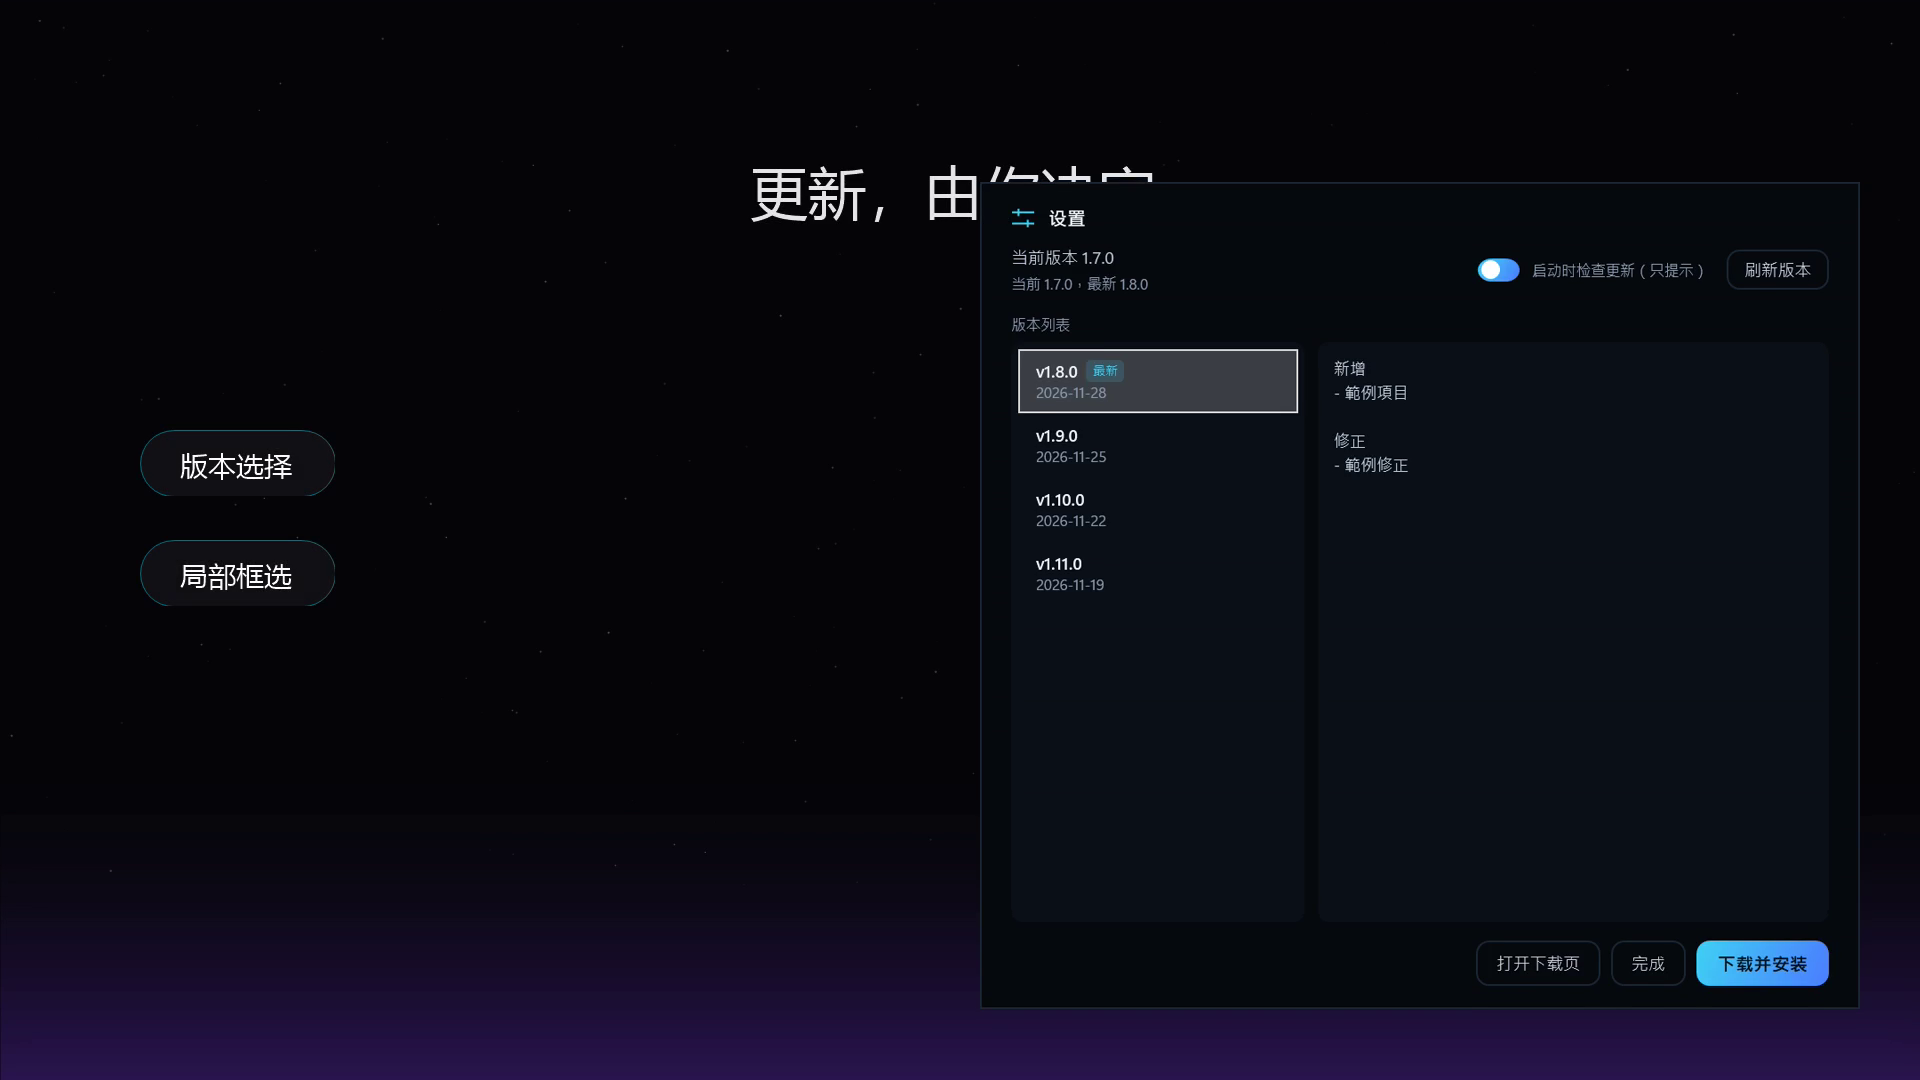 更新，由
版本选择
局部框选
设置
当前版本 1.7.0
当前 1.7.0，最新 1.8.0
启动时检查更新（只提示）
刷新版本
版本列表
v1.8.0 最新
2026-11-28
v1.9.0
2026-11-25
v1.10.0
2026-11-22
v1.11.0
2026-11-19
新增
- 範例項目
修正
- 範例修正
打开下载页
完成
下载并安装